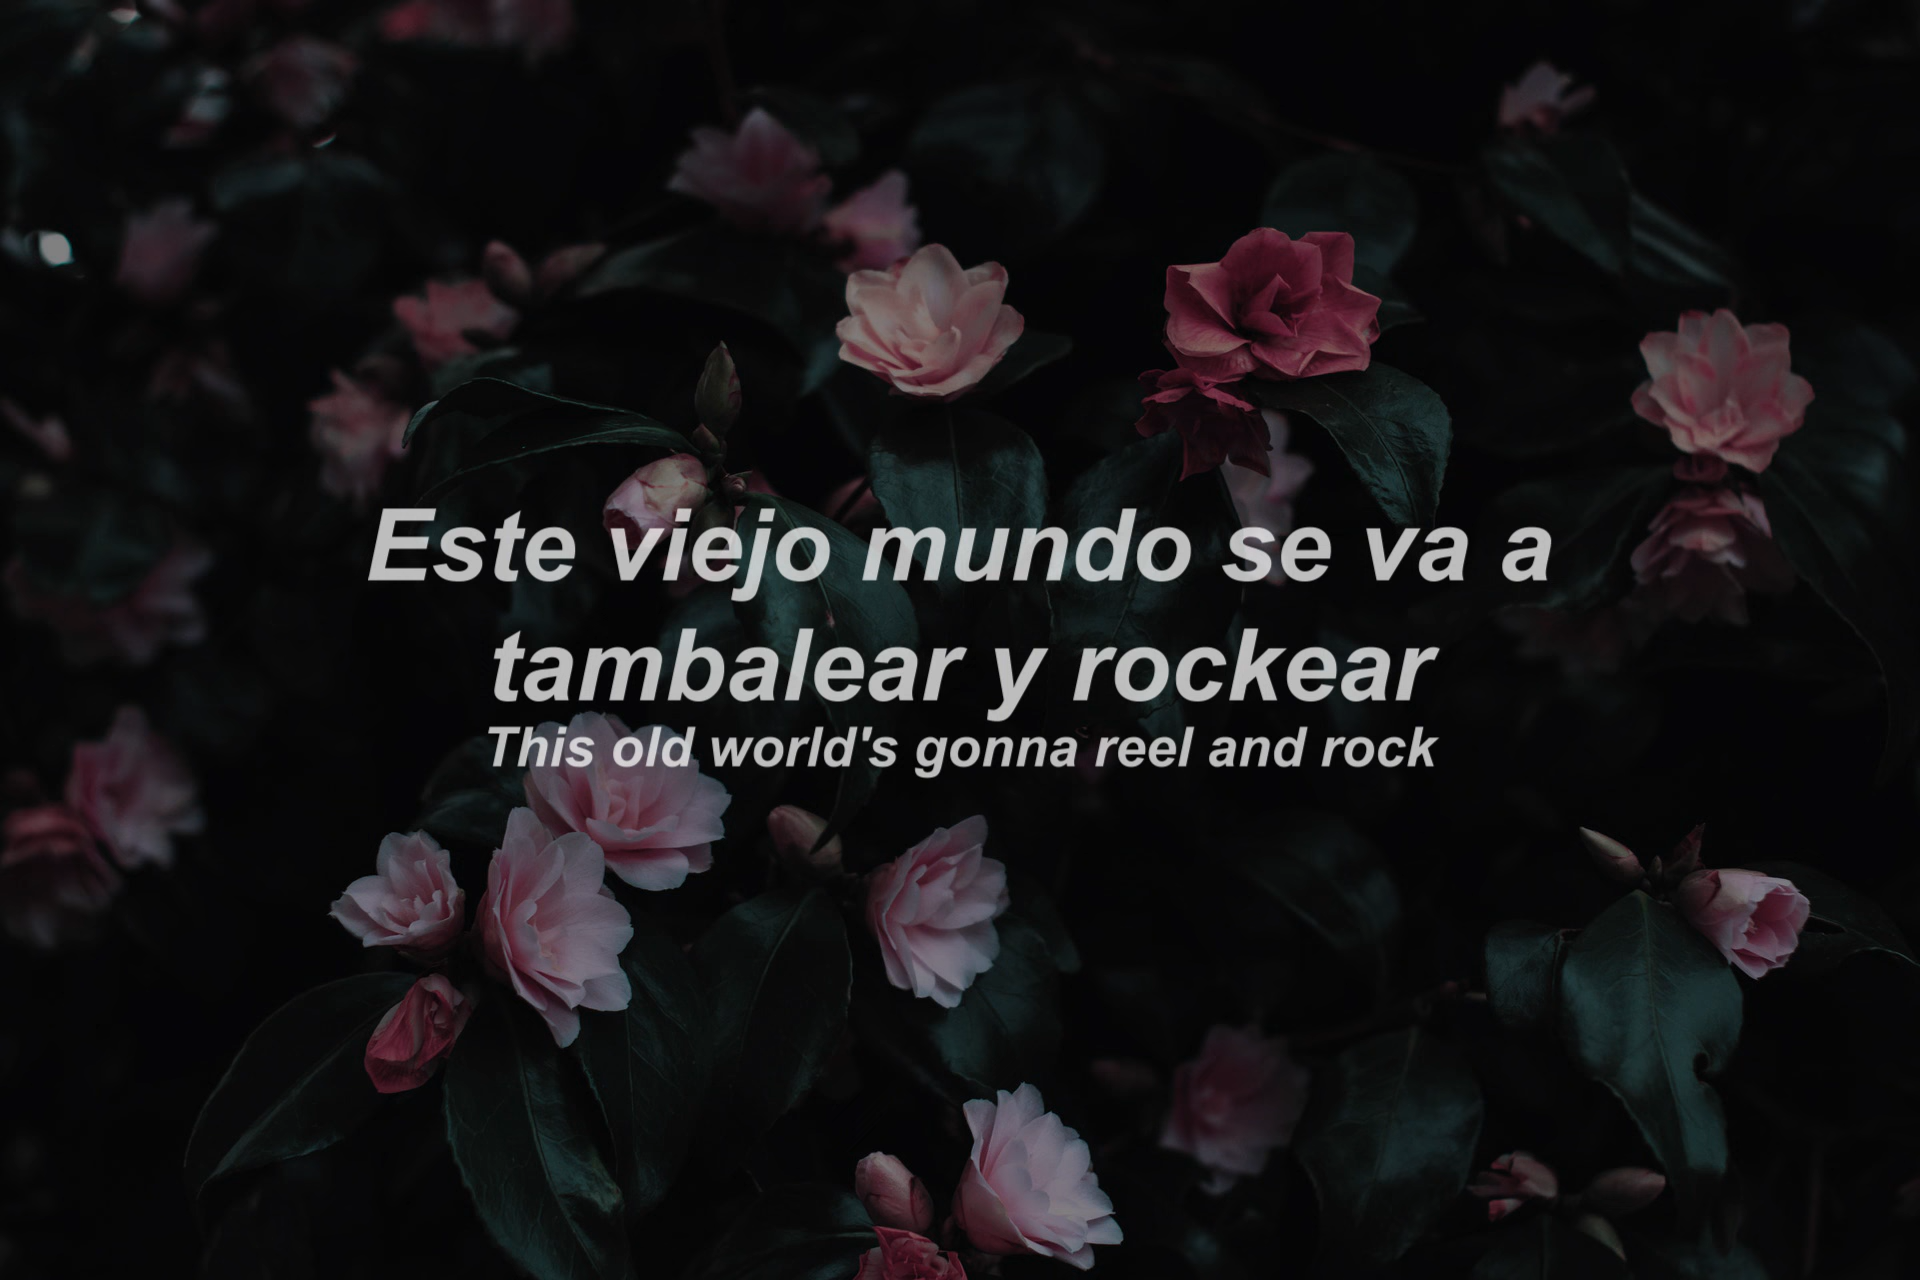 Este viejo mundo se va a
tambalear y rockear
This old world's gonna reel and rock